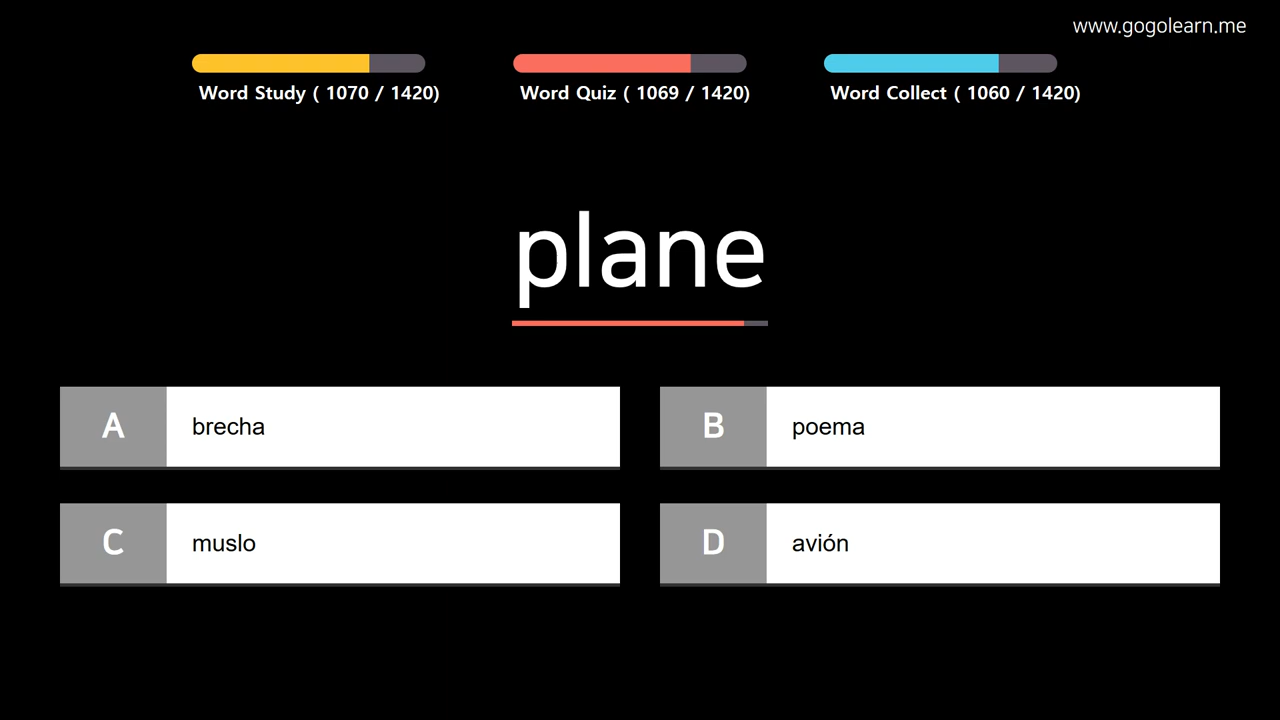 www.gogolearn.me
Word Study ( 1070 / 1420)
Word Quiz ( 1069 / 1420)
Word Collect ( 1060 / 1420)
plane
A brecha
B poema
C muslo
D avión